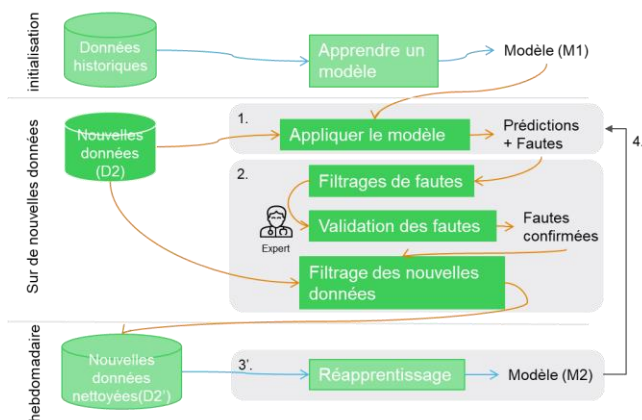 initialisation
Données
historiques
Apprendre un
modèle
Modèle (M1)
Sur de nouvelles données
Nouvelles
données
(D2)
1.
Appliquer le modèle
Prédictions
+ Fautes
4.
2.
Filtrages de fautes
Expert
Validation des fautes
Fautes
confirmées
Filtrage des nouvelles
données
hebdomadaire
Nouvelles
données
nettoyées(D2')
3'.
Réapprentissage
Modèle (M2)